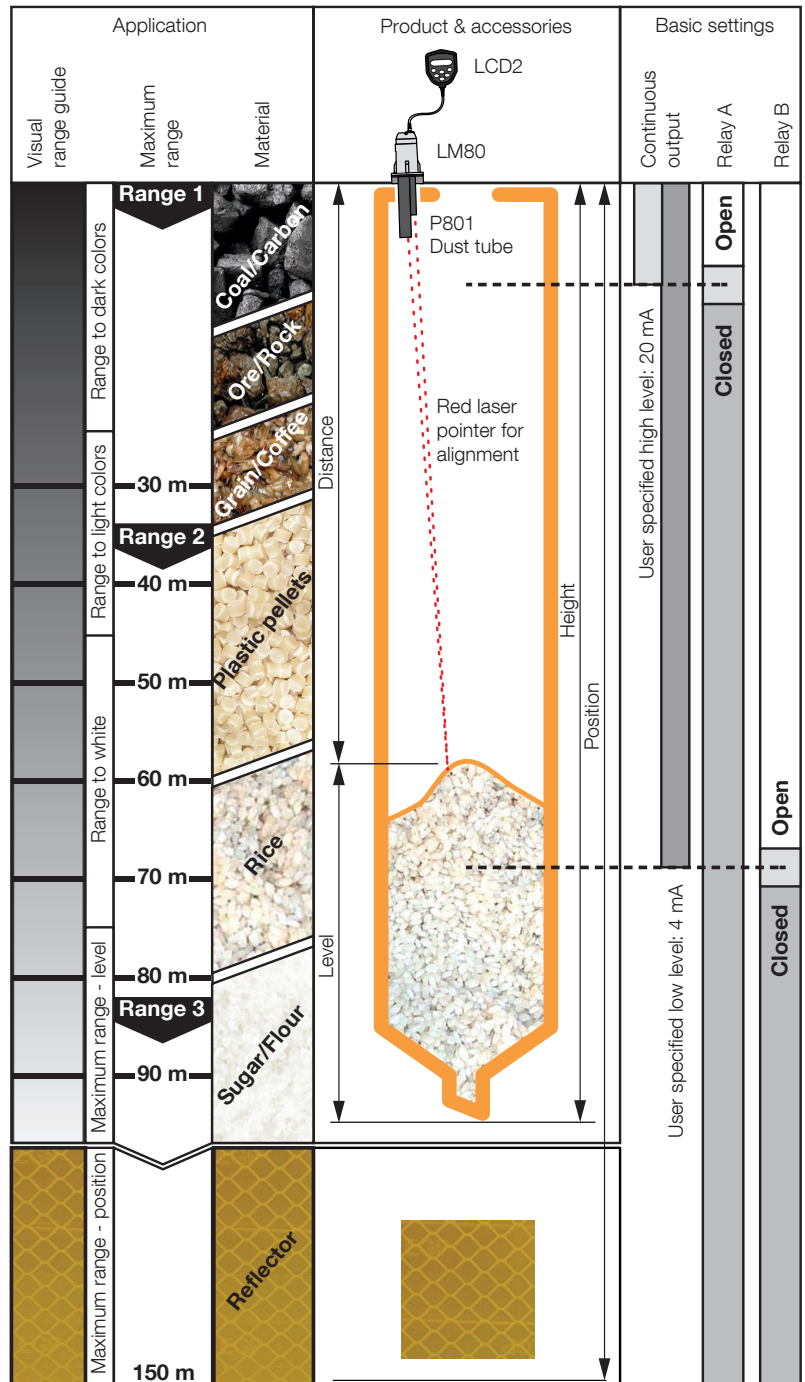 Application
Product & accessories
Basic settings
Visual
range guide
Maximum
range
Material
LCD2
LM80
Continuous
output
Relay A
Relay B
Range 1
P801
Dust tube
Coal/Carbon
Open
Closed
Range to dark colors
Ore/Rock
Red laser
pointer for
alignment
Distance
User specified high level: 20 mA
Grain/Coffee
30 m
Range 2
Range to light colors
40 m
Plastic pellets
Height
Position
50 m
Range to white
60 m
Rice
70 m
Open
Closed
Level
User specified low level: 4 mA
80 m
Range 3
Maximum range - level
Sugar/Flour
90 m
Maximum range - position
Reflector
150 m